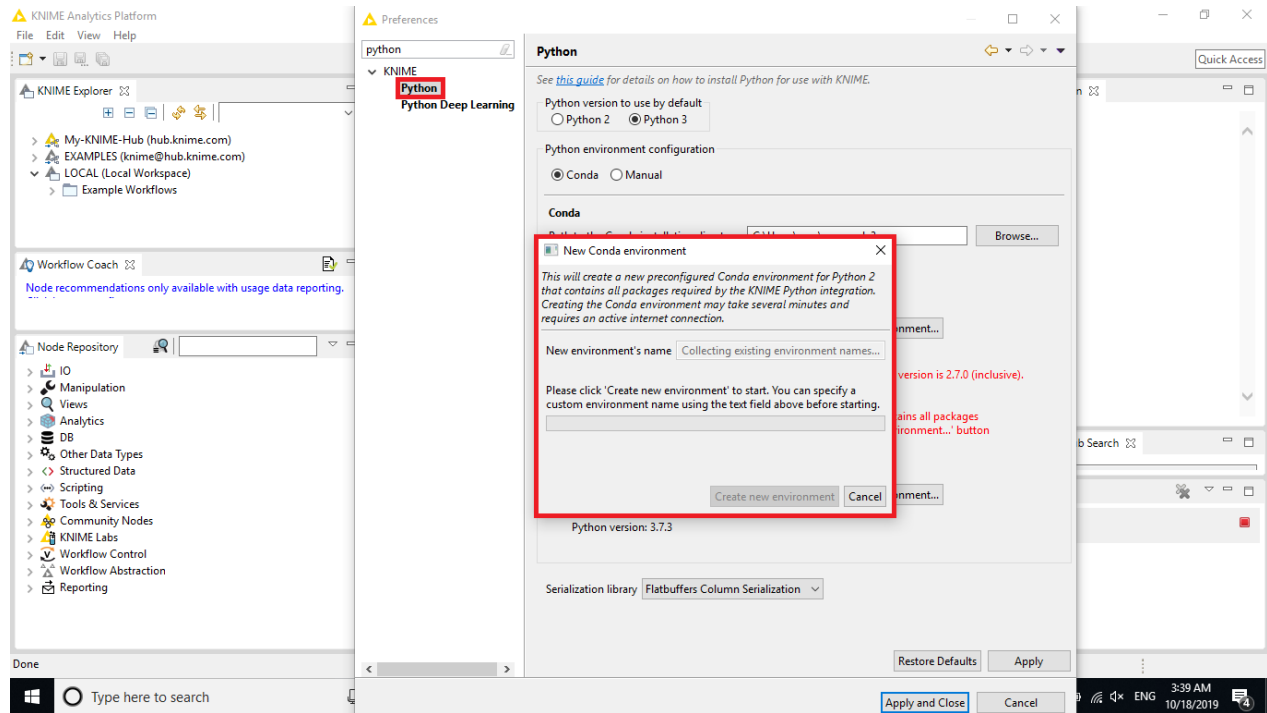 KNIME Analytics Platform
File Edit View Help
Quick Access
KNIME Explorer
My-KNIME-Hub (hub.knime.com)
EXAMPLES (knime@hub.knime.com)
LOCAL (Local Workspace)
Example Workflows
Workflow Coach
Node recommendations only available with usage data reporting.
Node Repository
IO
Manipulation
Views
Analytics
DB
Other Data Types
Structured Data
Scripting
Tools & Services
Community Nodes
KNIME Labs
Workflow Control
Workflow Abstraction
Reporting
Done
Preferences
python
KNIME
Python
Python Deep Learning
Python
See this guide for details on how to install Python for use with KNIME.
Python version to use by default
Python 2 Python 3
Python environment configuration
Conda Manual
Conda
Browse...
New Conda environment
This will create a new preconfigured Conda environment for Python 2
that contains all packages required by the KNIME Python integration.
Creating the Conda environment may take several minutes and
requires an active internet connection.
New environment's name Collecting existing environment names...
Please click 'Create new environment' to start. You can specify a
custom environment name using the text field above before starting.
Create new environment Cancel
nment...
version is 2.7.0 (inclusive).
ains all packages
ironment...' button
nment...
Python version: 3.7.3
Serialization library Flatbuffers Column Serialization
Restore Defaults Apply
Apply and Close Cancel
n
b Search
Type here to search
ENG
3:39 AM
10/18/2019
4